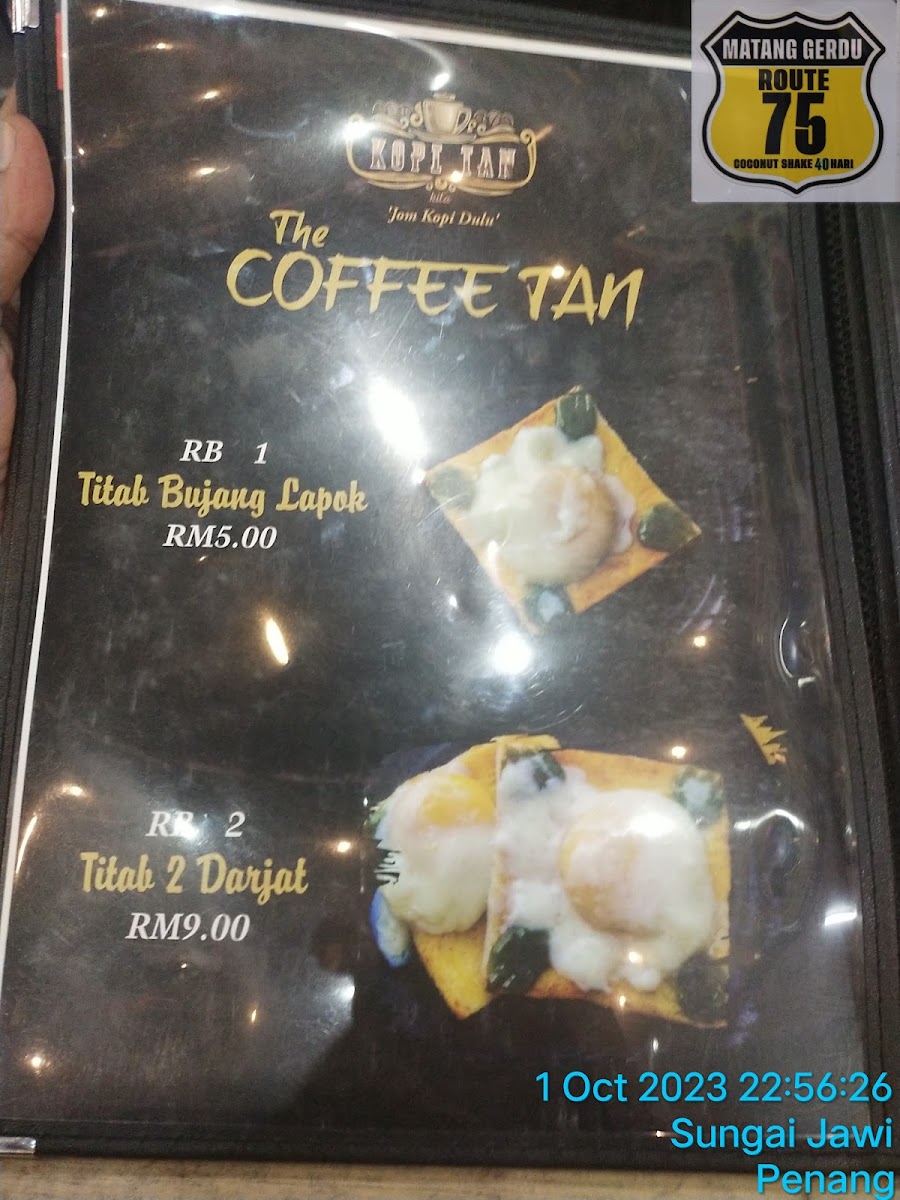 MATANG GERDU
ROUTE
75
COCONUT SHAKE 40 HARI
KOPI TAN
kita
'Jom Kopi Dulu'
The
COFFEE TAN
RB 1
Titab Bujang Lapok
RM5.00
RB 2
Titab 2 Darjat
RM9.00
1 Oct 2023 22:56:26
Sungai Jawi
Penang